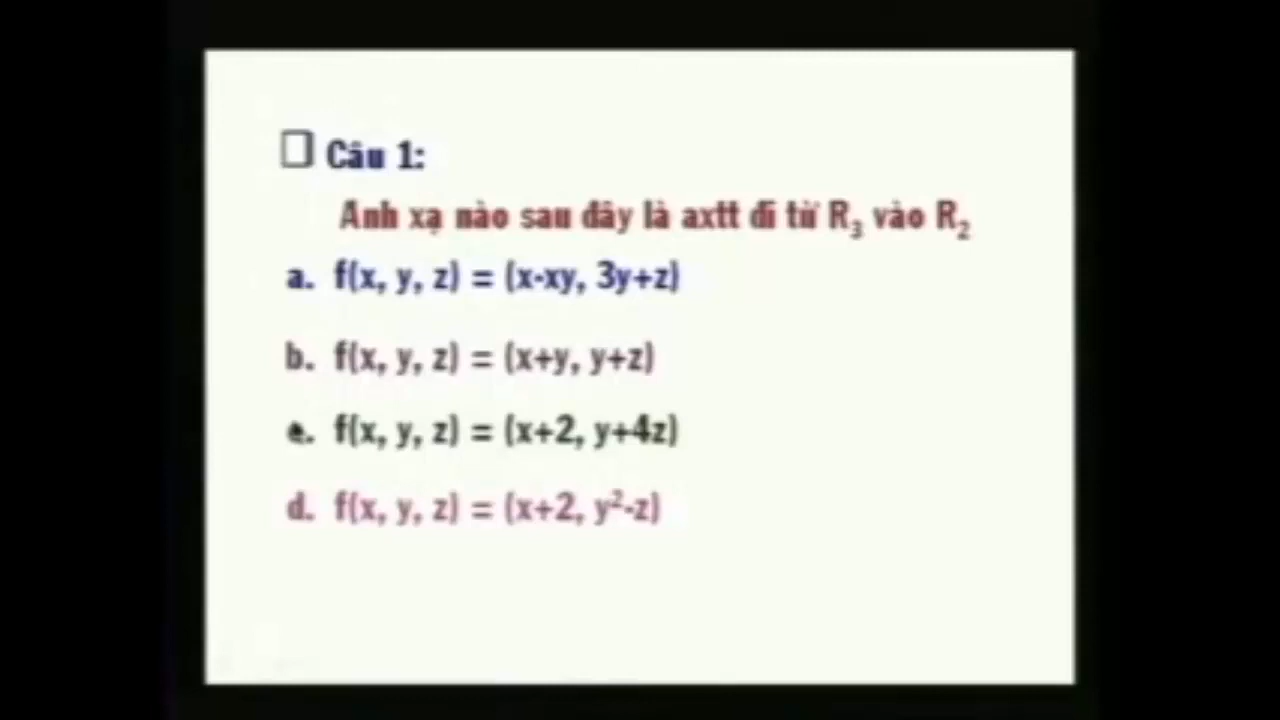 Câu 1:
Ánh xạ nào sau đây là axtt đi từ R₃ vào R₂
a. f(x, y, z) = (x-xy, 3y+z)
b. f(x, y, z) = (x+y, y+z)
c. f(x, y, z) = (x+2, y+4z)
d. f(x, y, z) = (x+2, y²-z)